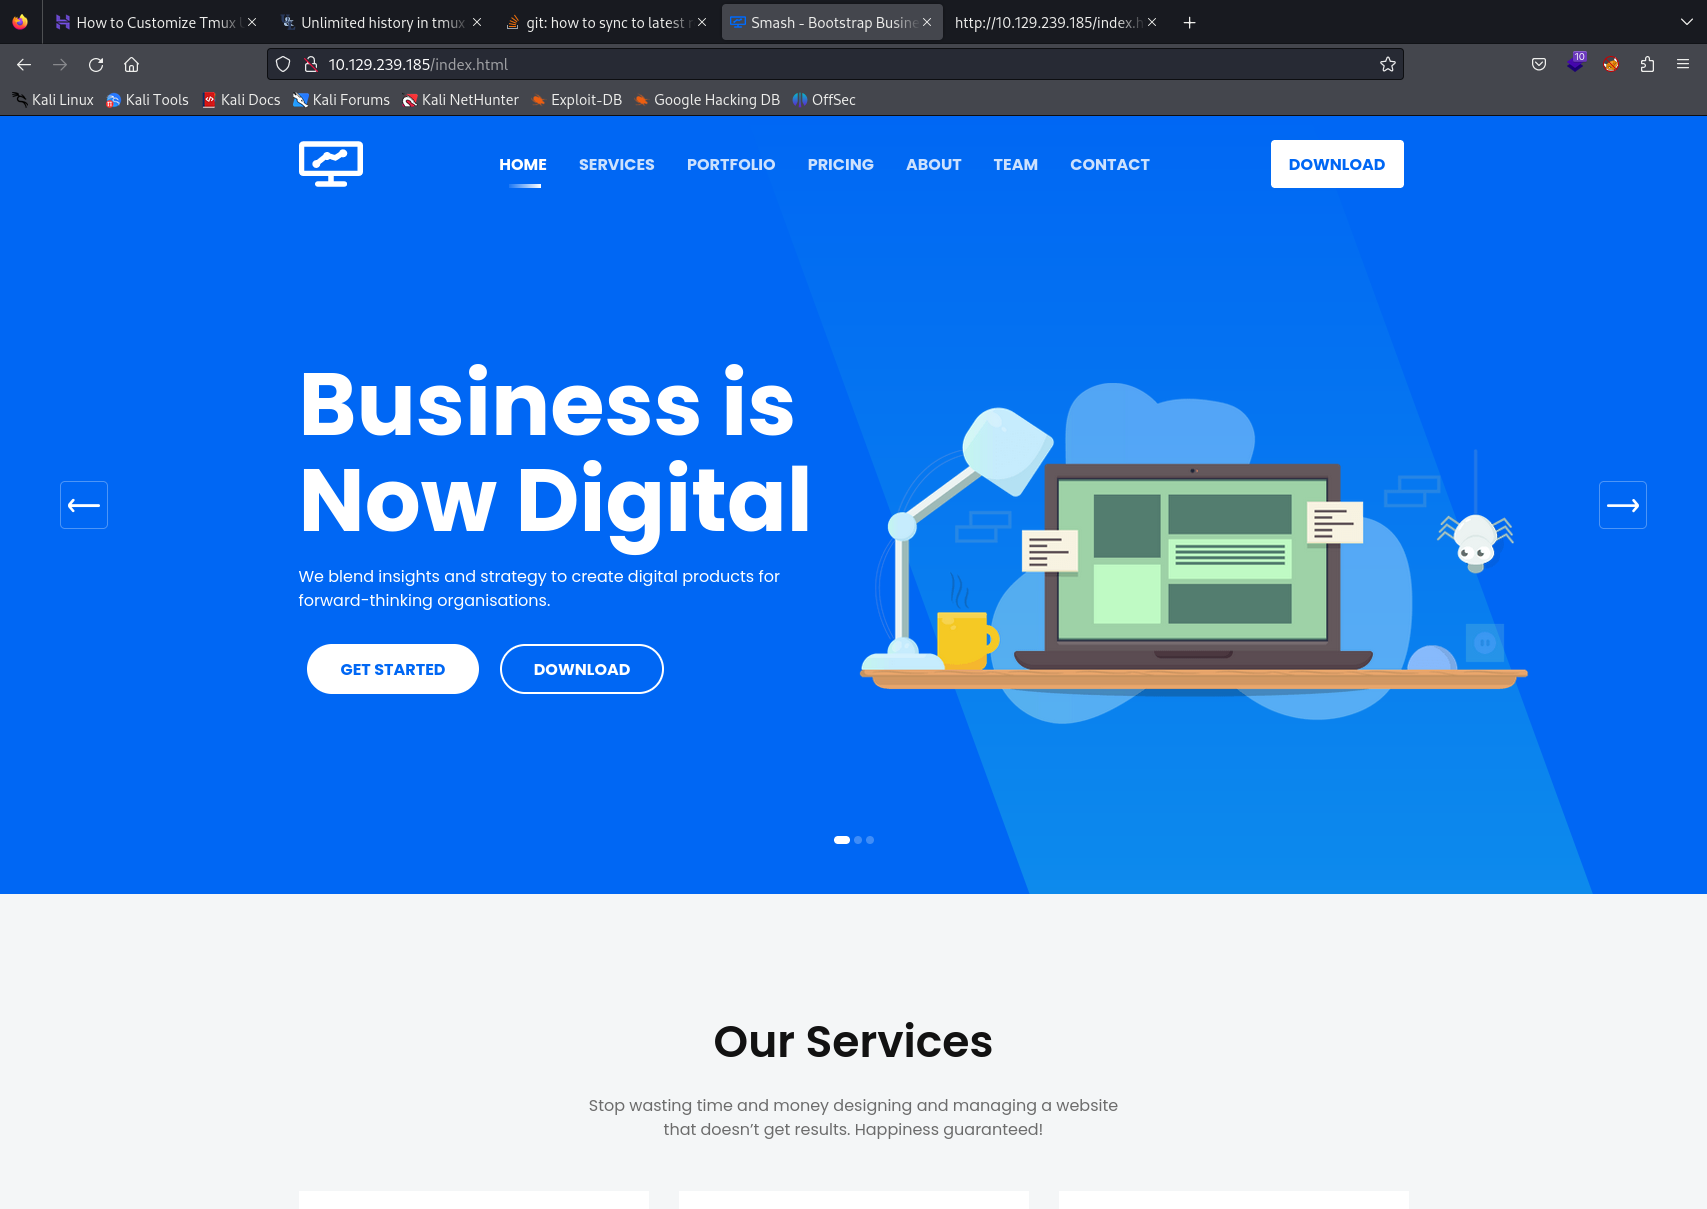 How to Customize Tmux
Unlimited history in tmux
git: how to sync to latest
Smash - Bootstrap Busine
http://10.129.239.185/index.h
10.129.239.185/index.html
10
Kali Linux
Kali Tools
Kali Docs
Kali Forums
Kali NetHunter
Exploit-DB
Google Hacking DB
OffSec
HOME
SERVICES
PORTFOLIO
PRICING
ABOUT
TEAM
CONTACT
DOWNLOAD
Business is
Now Digital
We blend insights and strategy to create digital products for
forward-thinking organisations.
GET STARTED
DOWNLOAD
Our Services
Stop wasting time and money designing and managing a website
that doesn’t get results. Happiness guaranteed!